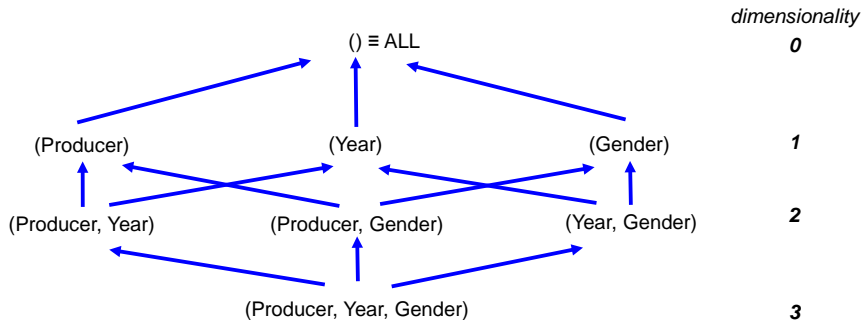 dimensionality
() ≡ ALL 0
(Producer) (Year) (Gender) 1
(Producer, Year) (Producer, Gender) (Year, Gender) 2
(Producer, Year, Gender) 3